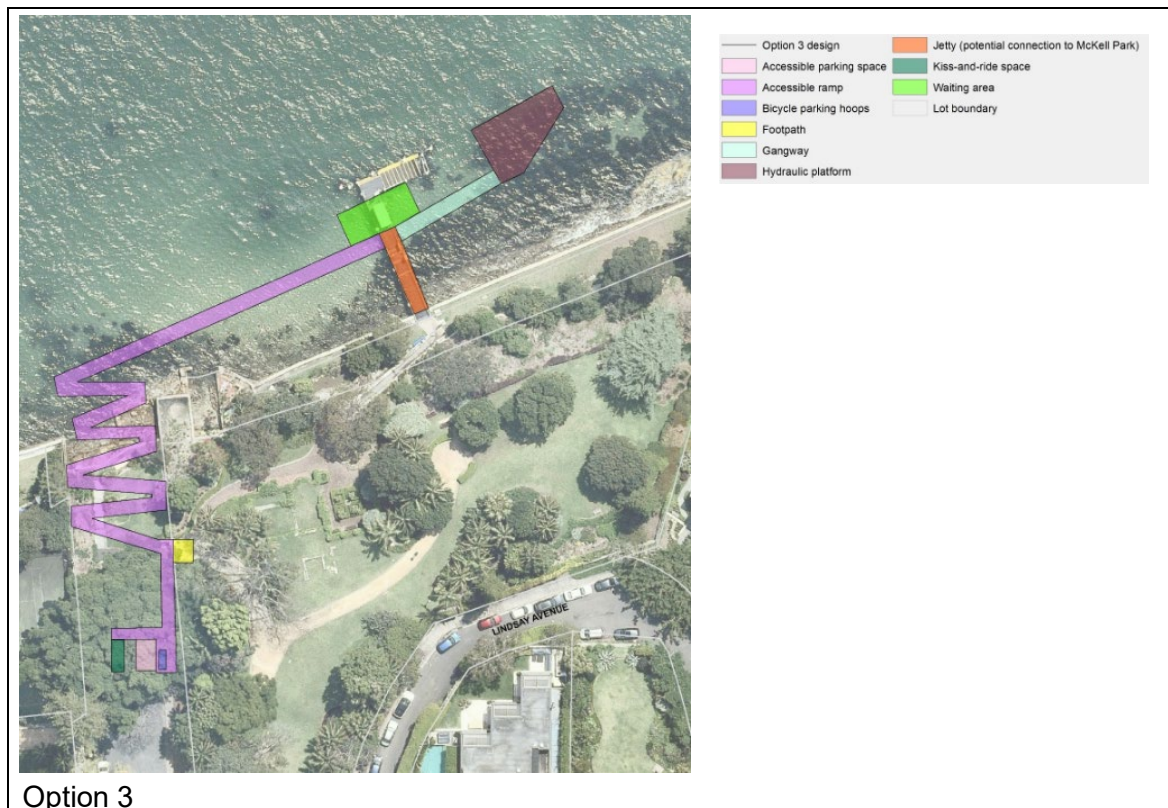 Option 3 design
Accessible parking space
Accessible ramp
Bicycle parking hoops
Footpath
Gangway
Hydraulic platform
Jetty (potential connection to McKell Park)
Kiss-and-ride space
Waiting area
Lot boundary
LINDSAY AVENUE
Option 3